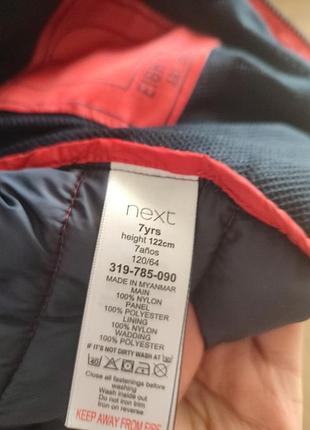 next
7yrs
height 122cm
7años
120/64
319-785-090
MADE IN MYANMAR
MAIN
100% NYLON
PANEL
100% POLYESTER
LINING
100% NYLON
WADDING
100% POLYESTER
IF IT'S NOT DIRTY WASH AT
Close all fastenings before
washing
Wash inside out
Do not iron trim
Iron on reverse
KEEP AWAY FROM FIRE